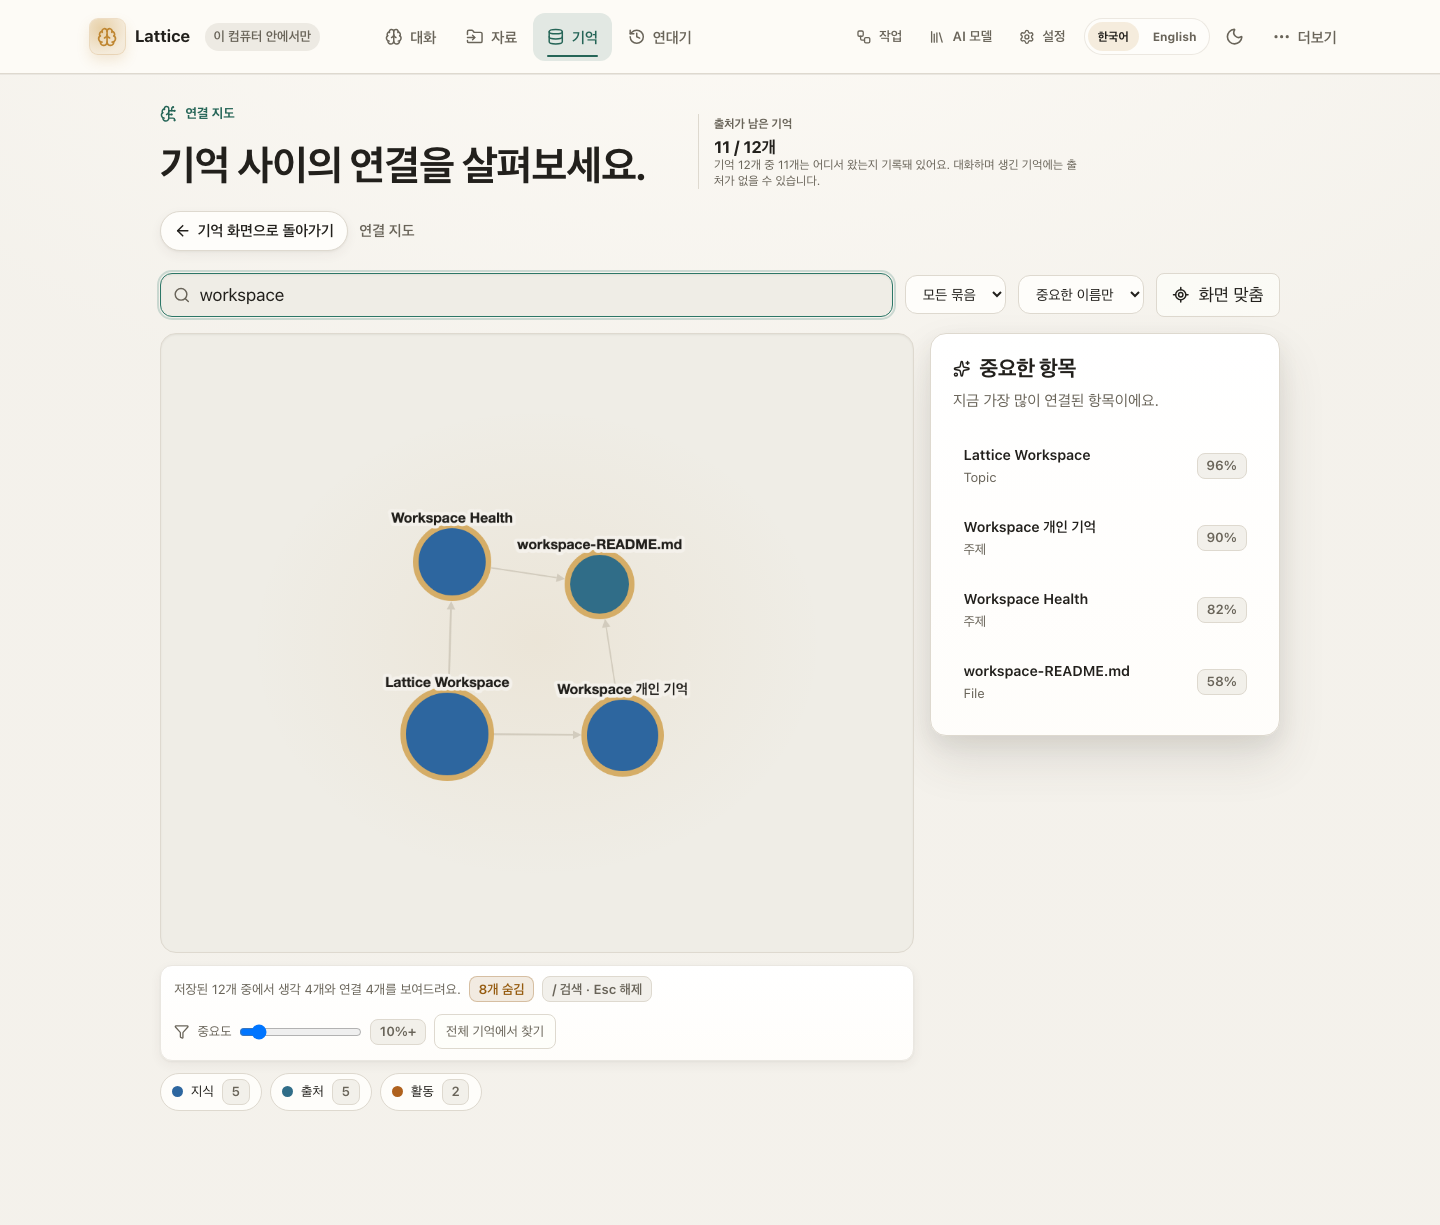 Lattice
이 컴퓨터 안에서만
대화
자료
기억
연대기
작업
AI 모델
설정
한국어
English
더보기
연결 지도
기억 사이의 연결을 살펴보세요.
출처가 남은 기억
11 / 12개
기억 12개 중 11개는 어디서 왔는지 기록돼 있어요. 대화하며 생긴 기억에는 출
처가 없을 수 있습니다.
기억 화면으로 돌아가기
연결 지도
workspace
모든 묶음
중요한 이름만
화면 맞춤
Workspace Health
workspace-README.md
Lattice Workspace
Workspace 개인 기억
중요한 항목
지금 가장 많이 연결된 항목이에요.
Lattice Workspace
Topic
96%
Workspace 개인 기억
주제
90%
Workspace Health
주제
82%
workspace-README.md
File
58%
저장된 12개 중에서 생각 4개와 연결 4개를 보여드려요.
8개 숨김
/ 검색 · Esc 해제
중요도
10%+
전체 기억에서 찾기
지식 5
출처 5
활동 2